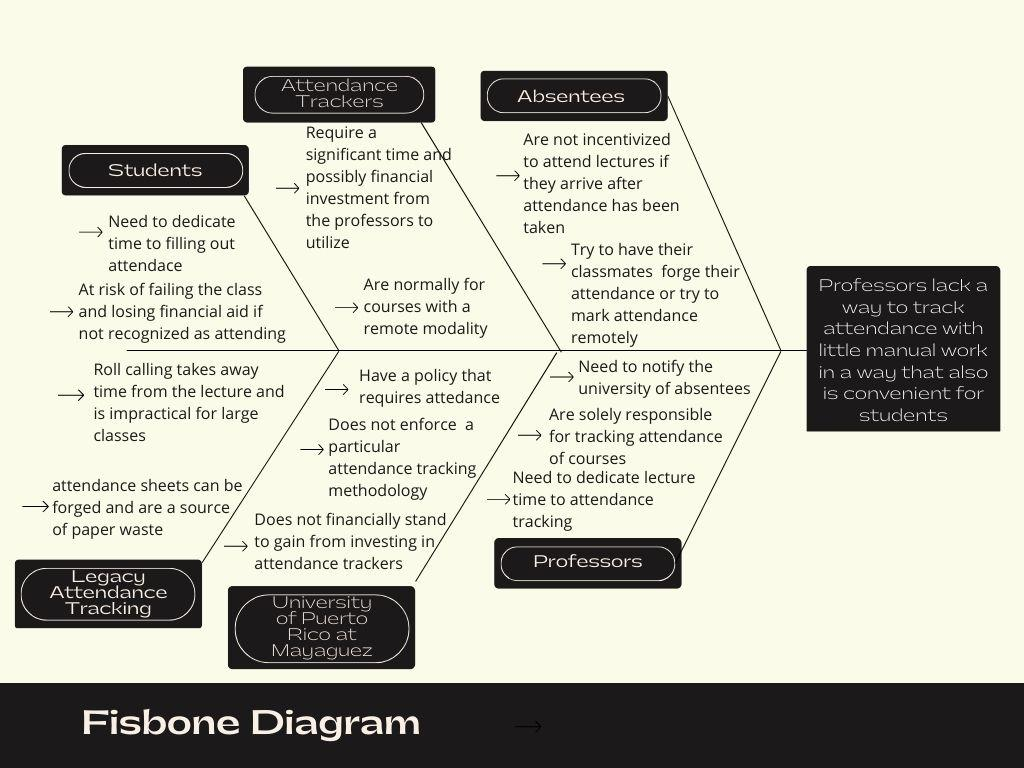 Attendance
Trackers
Absentees
Students
Require a
significant time and
possibly financial
investment from
the professors to
utilize
Are not incentivized
to attend lectures if
they arrive after
attendance has been
taken
Need to dedicate
time to filling out
attendace
Try to have their
classmates  forge their
attendance or try to
mark attendance
remotely
At risk of failing the class
and losing financial aid if
not recognized as attending
Are normally for
courses with a
remote modality
Professors lack a
way to track
attendance with
little manual work
in a way that also
is convenient for
students
Roll calling takes away
time from the lecture and
is impractical for large
classes
Have a policy that
requires attedance
Need to notify the
university of absentees
Does not enforce  a
particular
attendance tracking
methodology
Are solely responsible
for tracking attendance
of courses
attendance sheets can be
forged and are a source
of paper waste
Does not financially stand
to gain from investing in
attendance trackers
Need to dedicate lecture
time to attendance
tracking
Legacy
Attendance
Tracking
University
of Puerto
Rico at
Mayaguez
Professors
Fisbone Diagram